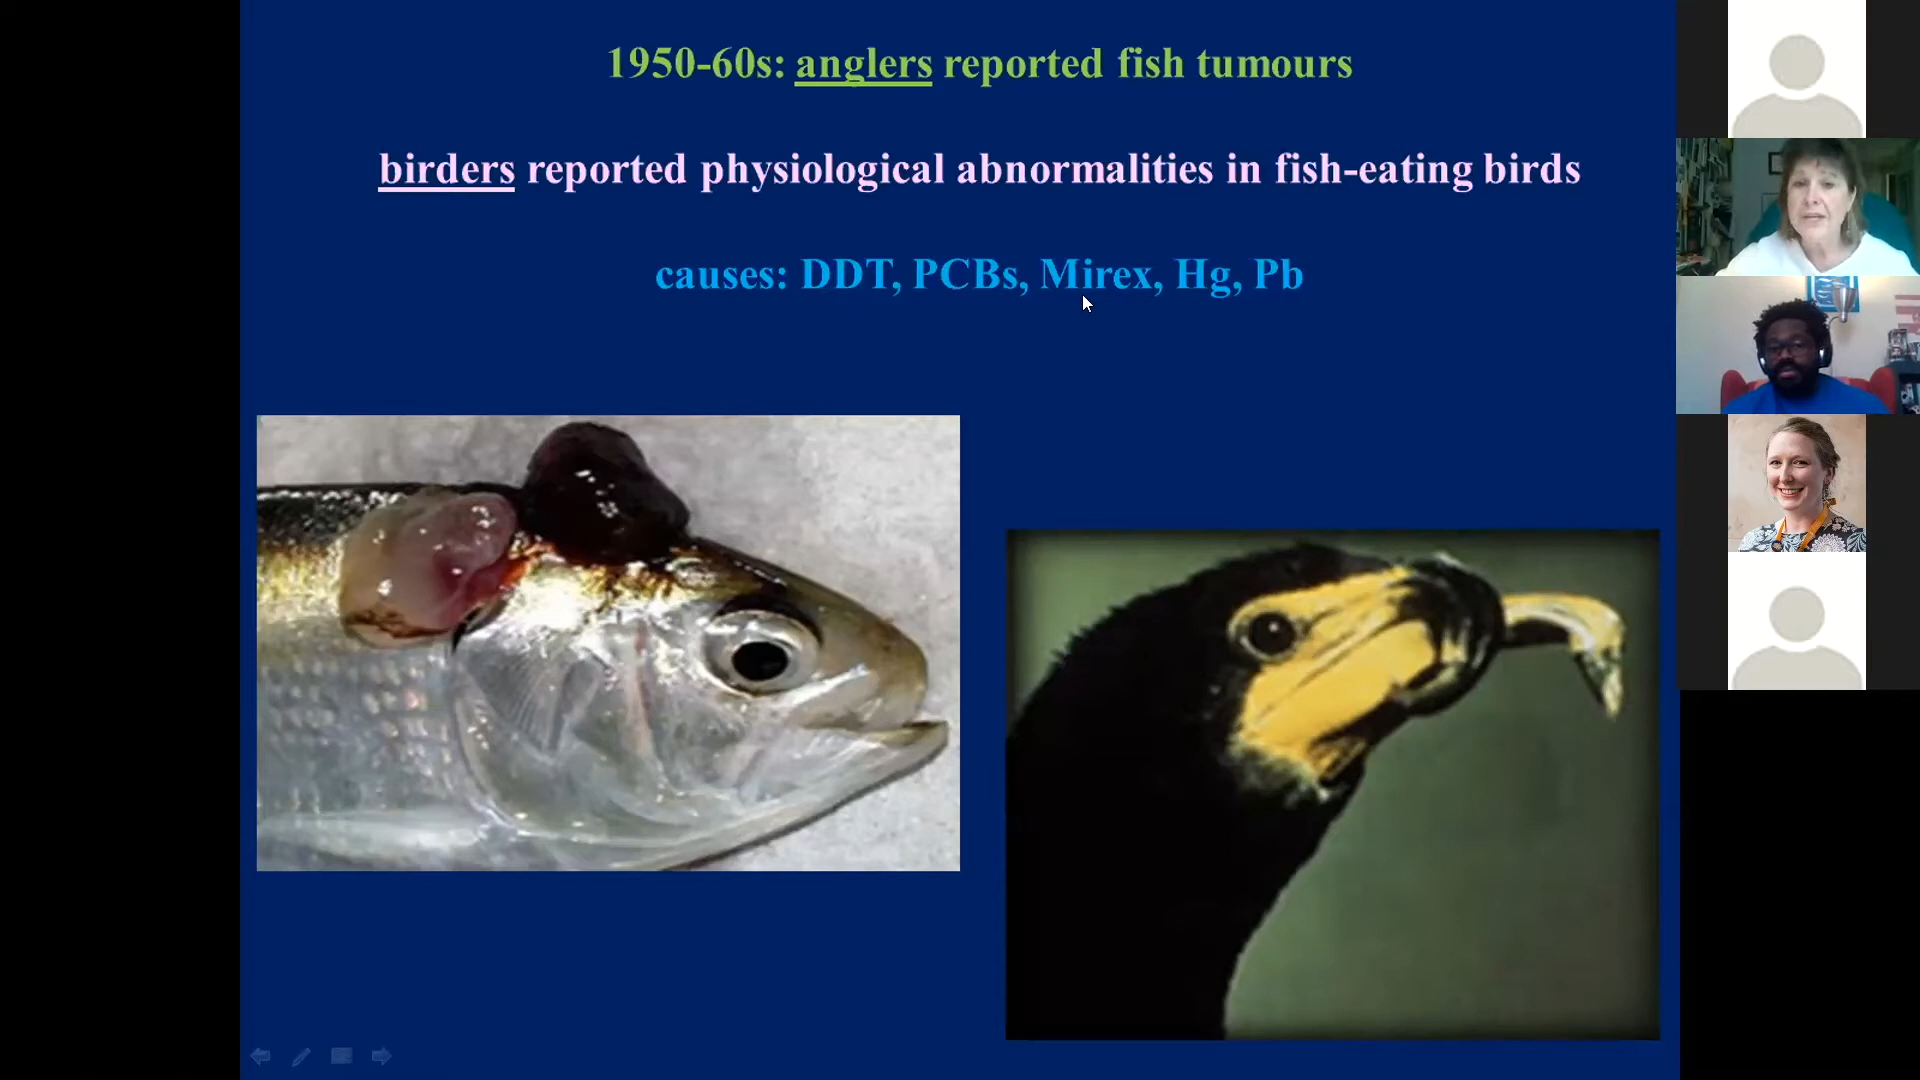 1950-60s: anglers reported fish tumours
birders reported physiological abnormalities in fish-eating birds
causes: DDT, PCBs, Mirex, Hg, Pb